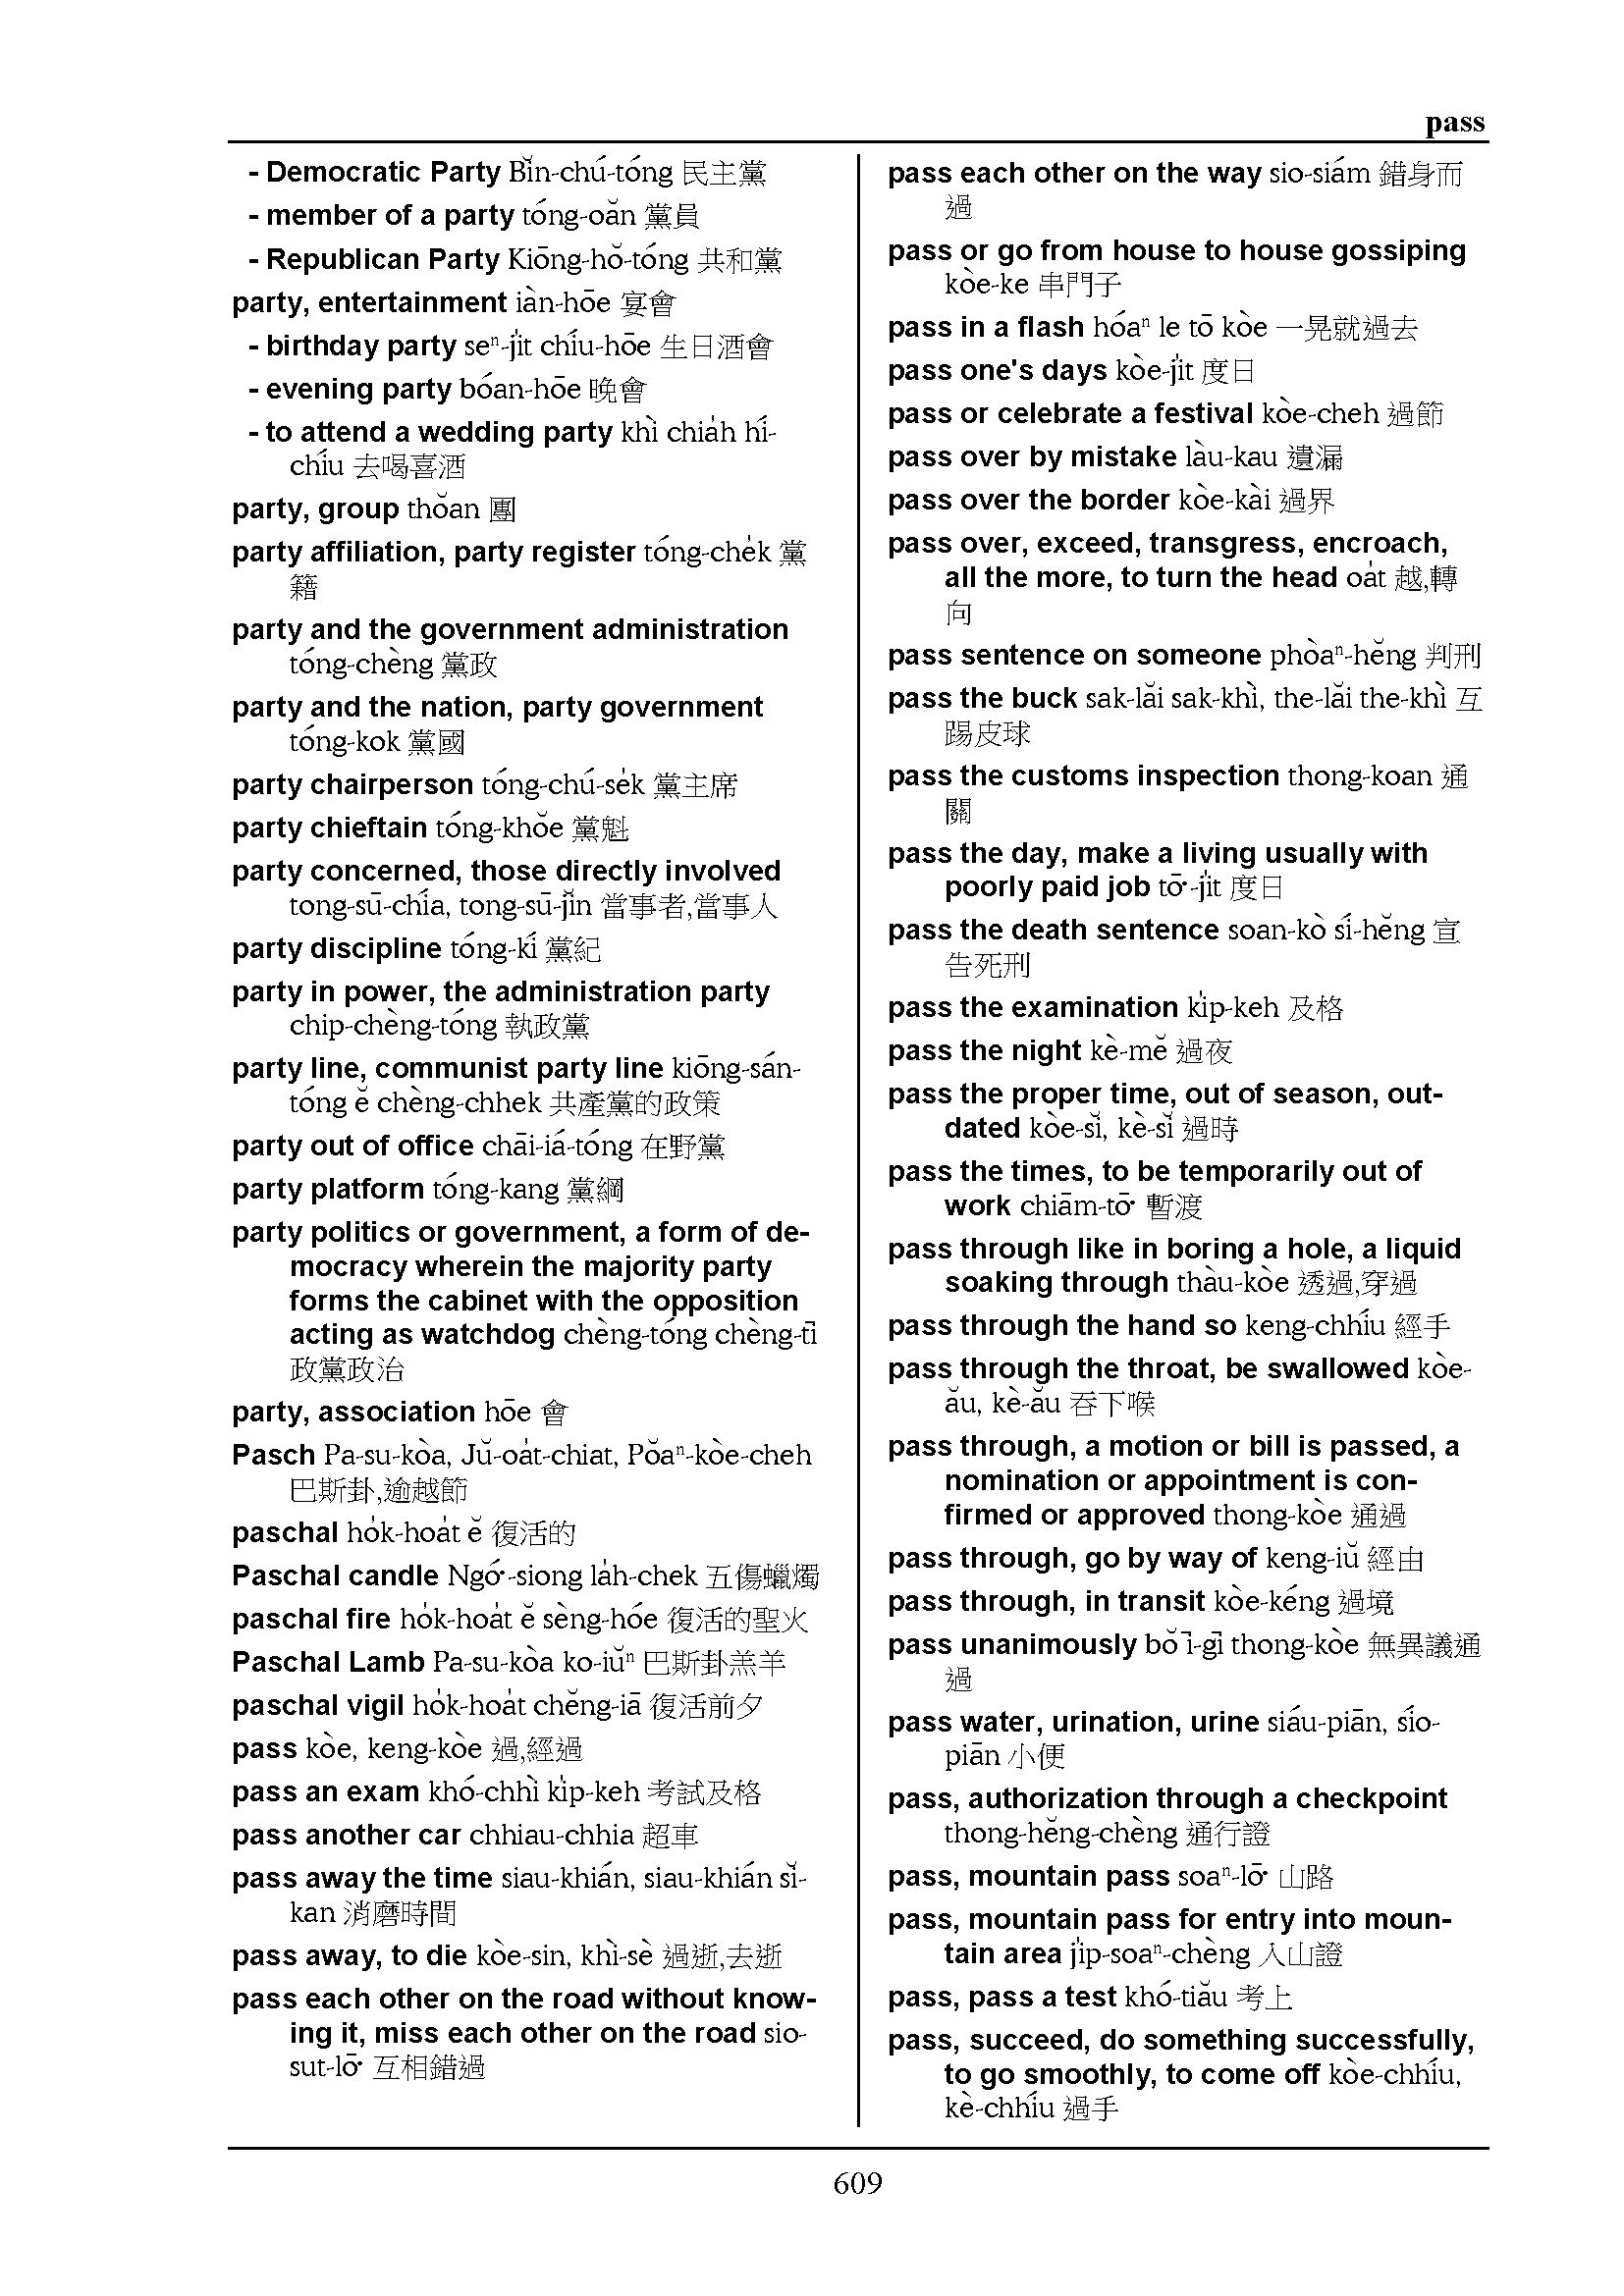 pass
- Democratic Party Bĭn-chú-tóng 民主黨
- member of a party tóng-oăn 黨員
- Republican Party Kiōng-hŏ-tóng 共和黨
party, entertainment iàn-hōe 宴會
- birthday party seⁿ-ji̍t chíu-hōe 生日酒會
- evening party bóan-hōe 晚會
- to attend a wedding party khì chia̍h hí-
chíu 去喝喜酒
party, group thŏan 團
party affiliation, party register tóng-che̍k 黨
籍
party and the government administration
tóng-chèng 黨政
party and the nation, party government
tóng-kok 黨國
party chairperson tóng-chú-se̍k 黨主席
party chieftain tóng-khŏe 黨魁
party concerned, those directly involved
tong-sū-chía, tong-sū-jĭn 當事者,當事人
party discipline tóng-kí 黨紀
party in power, the administration party
chip-chèng-tóng 執政黨
party line, communist party line kiōng-sán-
tóng ĕ chèng-chhek 共產黨的政策
party out of office chāi-iá-tóng 在野黨
party platform tóng-kang 黨綱
party politics or government, a form of de-
mocracy wherein the majority party
forms the cabinet with the opposition
acting as watchdog chèng-tóng chèng-tī
政黨政治
party, association hōe 會
Pasch Pa-su-kòa, Jŭ-oa̍t-chiat, Pŏaⁿ-kòe-cheh
巴斯卦,逾越節
paschal ho̍k-hoa̍t ĕ 復活的
Paschal candle Ngó͘-siong la̍h-chek 五傷蠟燭
paschal fire ho̍k-hoa̍t ĕ sèng-hóe 復活的聖火
Paschal Lamb Pa-su-kòa ko-iŭⁿ 巴斯卦羔羊
paschal vigil ho̍k-hoa̍t chĕng-iā 復活前夕
pass kòe, keng-kòe 過,經過
pass an exam khó-chhì ki̍p-keh 考試及格
pass another car chhiau-chhia 超車
pass away the time siau-khián, siau-khián sĭ-
kan 消磨時間
pass away, to die kòe-sin, khì-sè 過逝,去逝
pass each other on the road without know-
ing it, miss each other on the road sio-
sut-lō͘ 互相錯過
pass each other on the way sio-siám 錯身而
過
pass or go from house to house gossiping
kòe-ke 串門子
pass in a flash hóaⁿ le tō kòe 一晃就過去
pass one's days kòe-ji̍t 度日
pass or celebrate a festival kòe-cheh 過節
pass over by mistake làu-kau 遺漏
pass over the border kòe-kài 過界
pass over, exceed, transgress, encroach,
all the more, to turn the head oa̍t 越,轉
向
pass sentence on someone phòaⁿ-hĕng 判刑
pass the buck sak-lăi sak-khì, the-lăi the-khì 互
踢皮球
pass the customs inspection thong-koan 通
關
pass the day, make a living usually with
poorly paid job tō͘-ji̍t 度日
pass the death sentence soan-kò sí-hĕng 宣
告死刑
pass the examination ki̍p-keh 及格
pass the night kè-mĕ 過夜
pass the proper time, out of season, out-
dated kòe-sĭ, kè-sĭ 過時
pass the times, to be temporarily out of
work chiām-tō͘ 暫渡
pass through like in boring a hole, a liquid
soaking through thàu-kòe 透過,穿過
pass through the hand so keng-chhíu 經手
pass through the throat, be swallowed kòe-
ău, kè-ău 吞下喉
pass through, a motion or bill is passed, a
nomination or appointment is con-
firmed or approved thong-kòe 通過
pass through, go by way of keng-iŭ 經由
pass through, in transit kòe-kéng 過境
pass unanimously bŏ ī-gī thong-kòe 無異議通
過
pass water, urination, urine siáu-piān, sío-
piān 小便
pass, authorization through a checkpoint
thong-hĕng-chèng 通行證
pass, mountain pass soaⁿ-lō͘ 山路
pass, mountain pass for entry into moun-
tain area ji̍p-soaⁿ-chèng 入山證
pass, pass a test khó-tiău 考上
pass, succeed, do something successfully,
to go smoothly, to come off kòe-chhíu,
kè-chhíu 過手
609